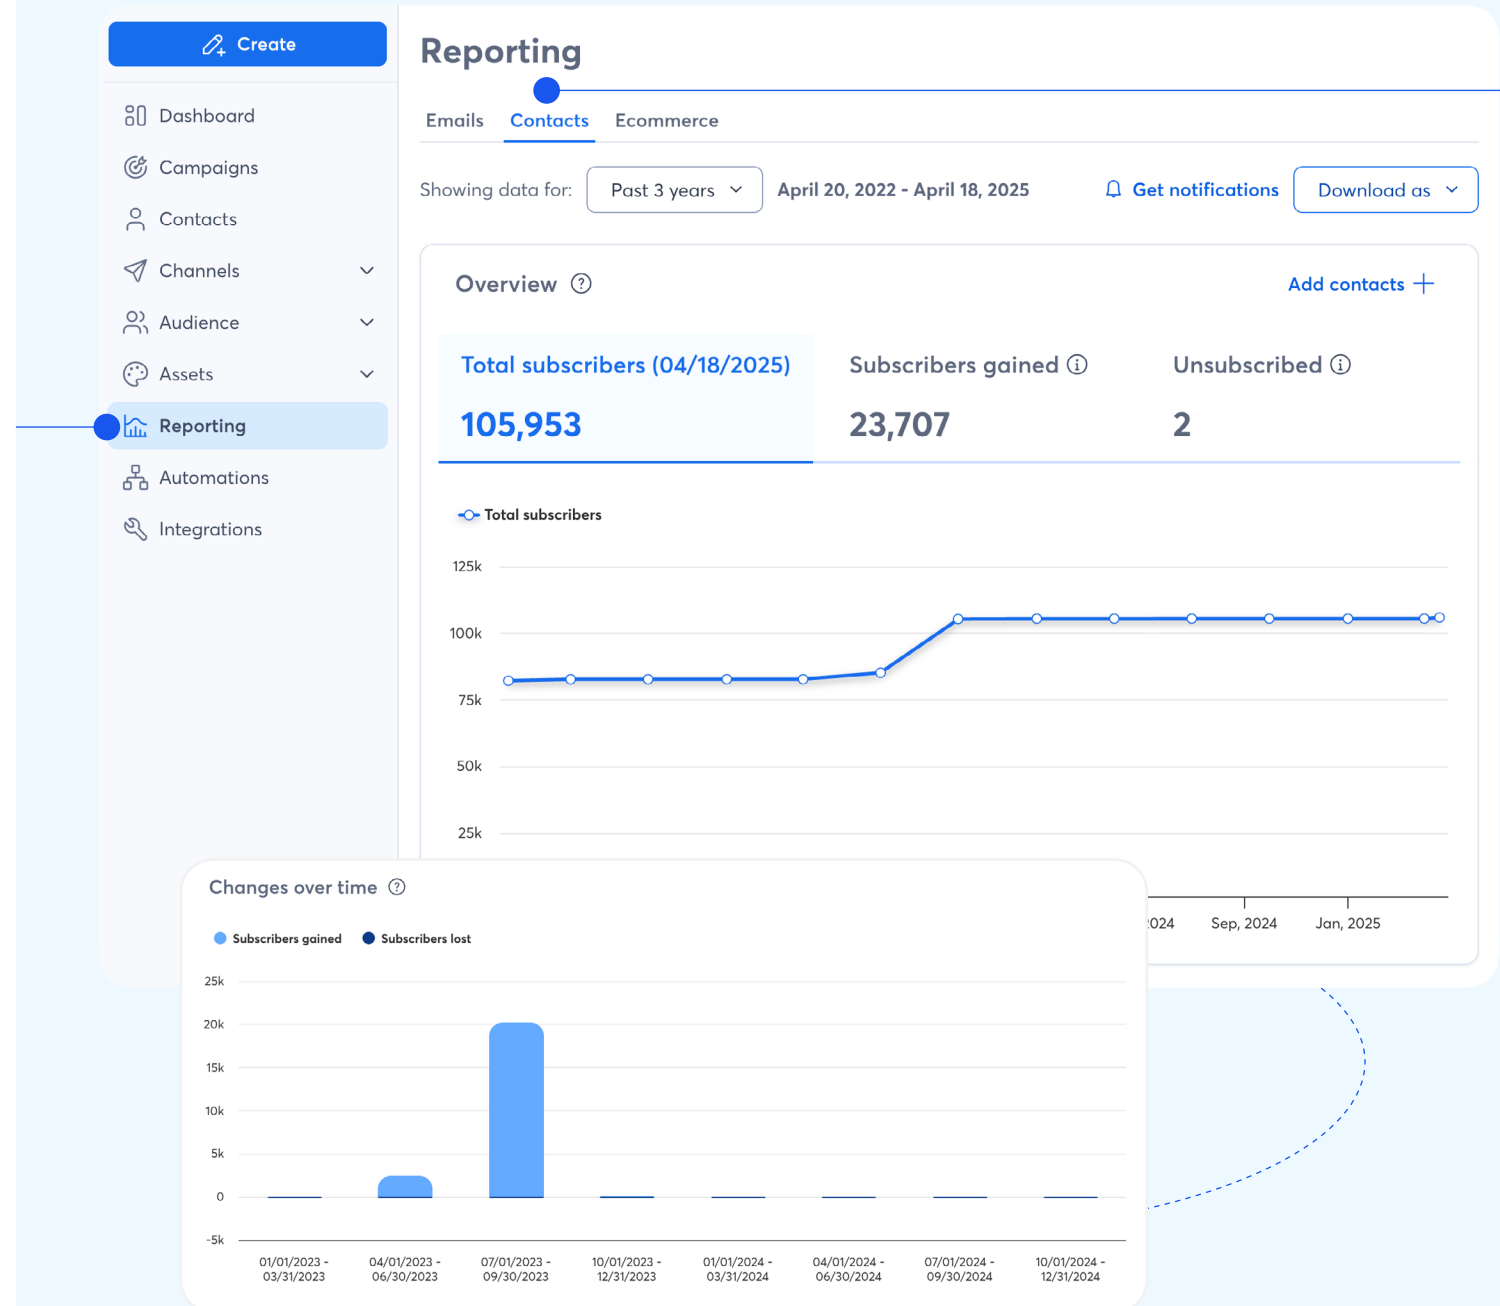 Create
Dashboard
Campaigns
Contacts
Channels
Audience
Assets
Reporting
Automations
Integrations
Reporting
Emails Contacts Ecommerce
Showing data for: Past 3 years April 20, 2022 - April 18, 2025 Get notifications Download as
Overview ? Add contacts +
Total subscribers (04/18/2025) Subscribers gained Unsubscribed
105,953 23,707 2
Total subscribers
125k
100k
75k
50k
25k
2024 Sep, 2024 Jan, 2025
Changes over time ?
Subscribers gained Subscribers lost
25k
20k
15k
10k
5k
0
-5k
01/01/2023 - 04/01/2023 - 07/01/2023 - 10/01/2023 - 01/01/2024 - 04/01/2024 - 07/01/2024 - 10/01/2024 -
03/31/2023 06/30/2023 09/30/2023 12/31/2023 03/31/2024 06/30/2024 09/30/2024 12/31/2024